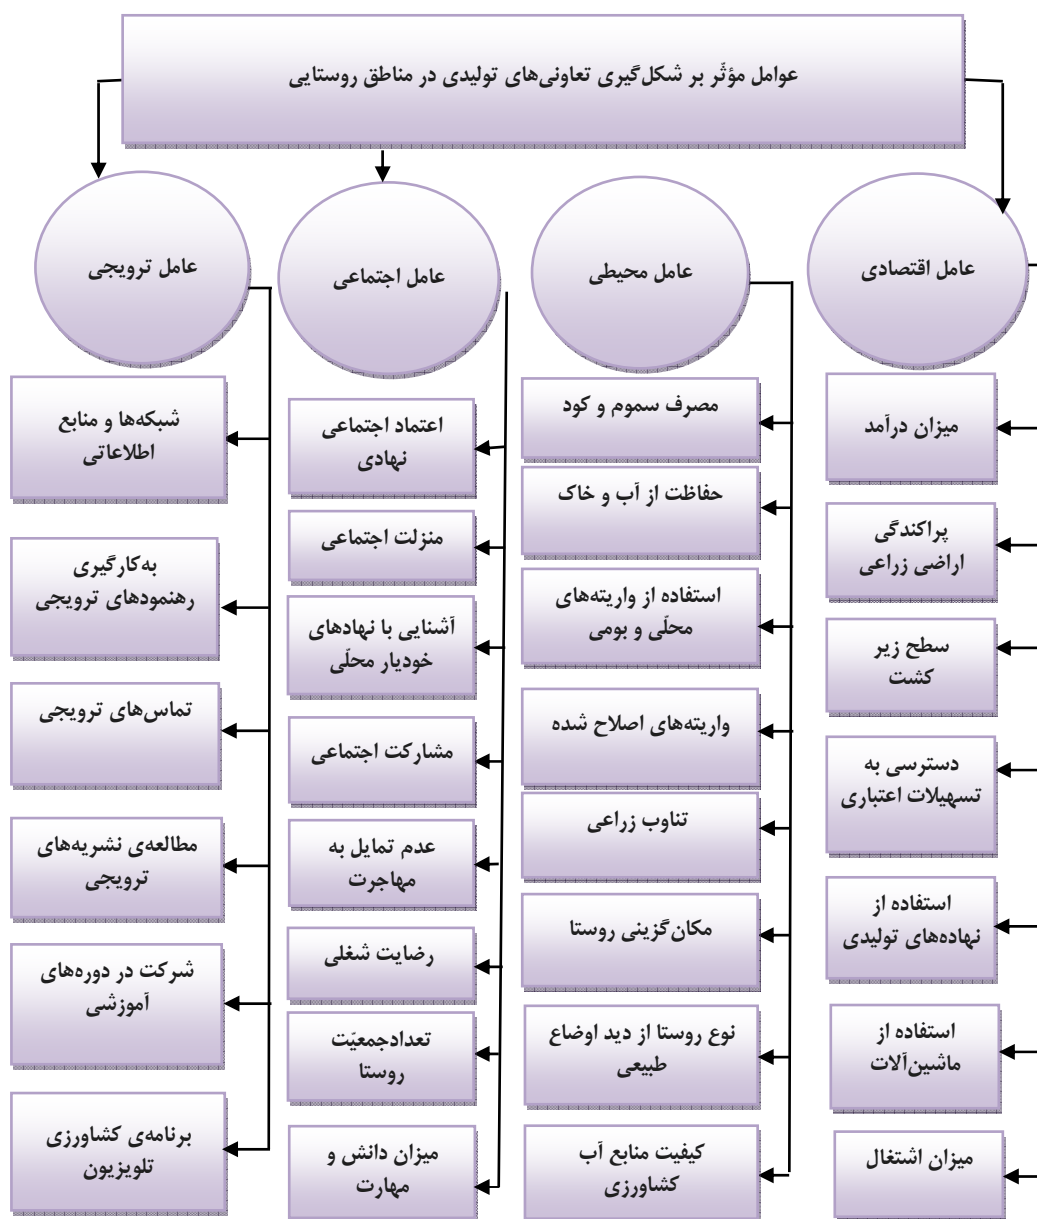 عوامل مؤثّر بر شکل‌گیری تعاونی‌های تولیدی در مناطق روستایی
عامل اقتصادی
میزان درآمد
پراکندگی
اراضی زراعی
سطح زیر
کشت
دسترسی به
تسهیلات اعتباری
استفاده از
نهاده‌های تولیدی
استفاده از
ماشین‌آلات
میزان اشتغال
عامل محیطی
مصرف سموم و کود
حفاظت از آب و خاک
استفاده از واریته‌های
محلّی و بومی
واریته‌های اصلاح شده
تناوب زراعی
مکان‌گزینی روستا
نوع روستا از دید اوضاع
طبیعی
کیفیت منابع آب
کشاورزی
عامل اجتماعی
اعتماد اجتماعی
نهادی
منزلت اجتماعی
آشنایی با نهادهای
خودیار محلّی
مشارکت اجتماعی
عدم تمایل به
مهاجرت
رضایت شغلی
تعدادجمعیّت
روستا
میزان دانش و
مهارت
عامل ترویجی
شبکه‌ها و منابع
اطلاعاتی
به‌کارگیری
رهنمودهای ترویجی
تماس‌های ترویجی
مطالعه‌ی نشریه‌های
ترویجی
شرکت در دوره‌های
آموزشی
برنامه‌ی کشاورزی
تلویزیون